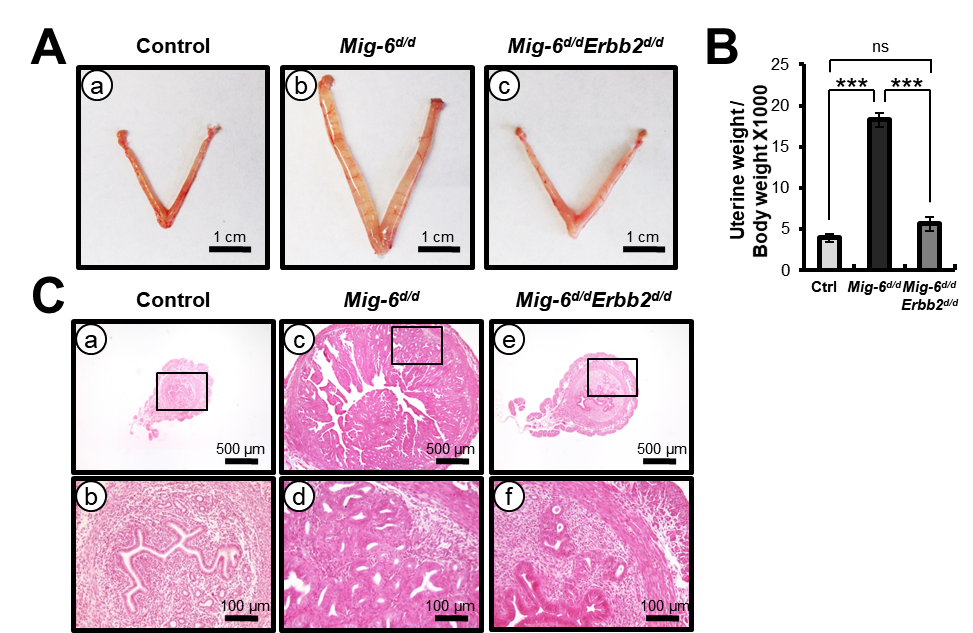 A
Control
Mig-6d/d
Mig-6d/dErbb2d/d
a
b
c
1 cm
1 cm
1 cm
B
ns
***
***
25
20
15
10
5
0
Uterine weight /
Body weight X1000
Ctrl
Mig-6d/d
Mig-6d/d
Erbb2d/d
C
Control
Mig-6d/d
Mig-6d/dErbb2d/d
a
c
e
500 µm
500 µm
500 µm
b
d
f
100 µm
100 µm
100 µm